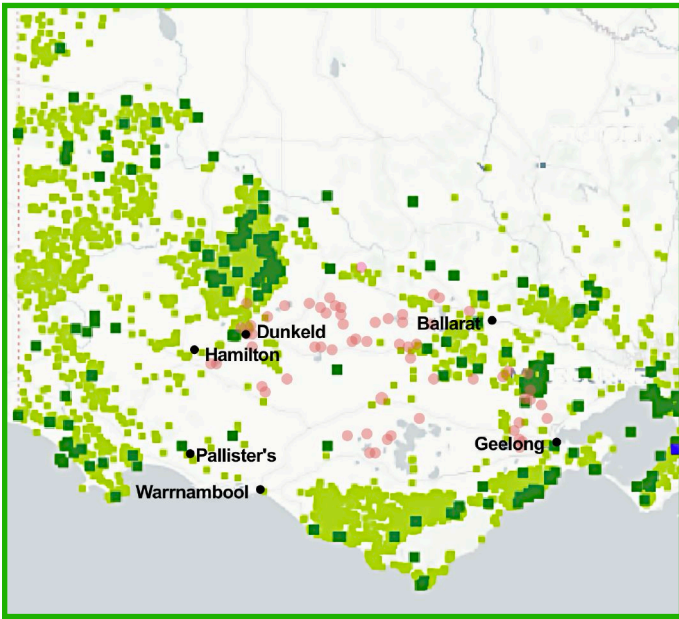 Ballarat
Dunkeld
Hamilton
Geelong
Pallister's
Warrnambool